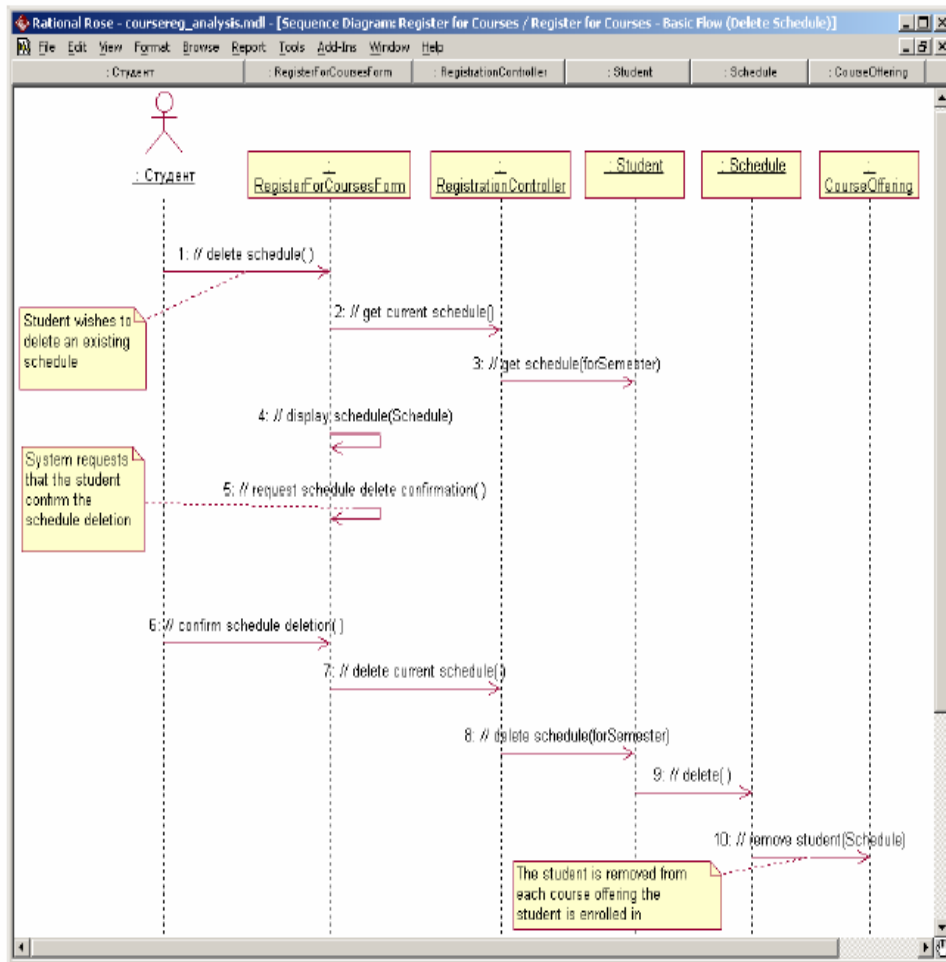 Rational Rose - coursereg_analysis.mdl - [Sequence Diagram: Register for Courses / Register for Courses - Basic Flow (Delete Schedule)]
File Edit View Format Browse Report Tools Add-Ins Window Help
: Студент : RegisterForCoursesForm : RegistrationController : Student : Schedule : CourseOffering
: Студент
:
RegisterForCoursesForm
:
RegistrationController
: Student
: Schedule
:
CourseOffering
1: // delete schedule( )
Student wishes to
delete an existing
schedule
2: // get current schedule()
3: // get schedule(forSemester)
4: // display schedule(Schedule)
System requests
that the student
confirm the
schedule deletion
5: // request schedule delete confirmation( )
6: // confirm schedule deletion( )
7: // delete current schedule( )
8: // delete schedule(forSemester)
9: // delete( )
10: // remove student(Schedule)
The student is removed from
each course offering the
student is enrolled in